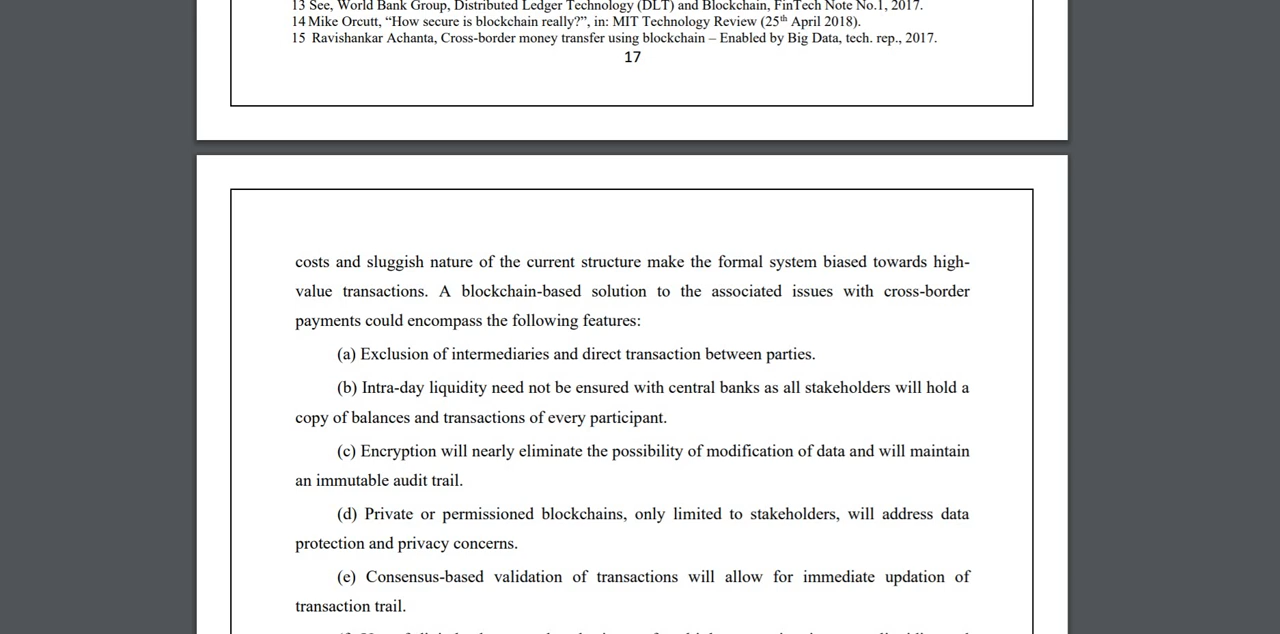 13 See, World Bank Group, Distributed Ledger Technology (DLT) and Blockchain, FinTech Note No.1, 2017.
14 Mike Orcutt, “How secure is blockchain really?”, in: MIT Technology Review (25th April 2018).
15 Ravishankar Achanta, Cross-border money transfer using blockchain – Enabled by Big Data, tech. rep., 2017.
17
costs and sluggish nature of the current structure make the formal system biased towards high-
value transactions. A blockchain-based solution to the associated issues with cross-border
payments could encompass the following features:
(a) Exclusion of intermediaries and direct transaction between parties.
(b) Intra-day liquidity need not be ensured with central banks as all stakeholders will hold a
copy of balances and transactions of every participant.
(c) Encryption will nearly eliminate the possibility of modification of data and will maintain
an immutable audit trail.
(d) Private or permissioned blockchains, only limited to stakeholders, will address data
protection and privacy concerns.
(e) Consensus-based validation of transactions will allow for immediate updation of
transaction trail.